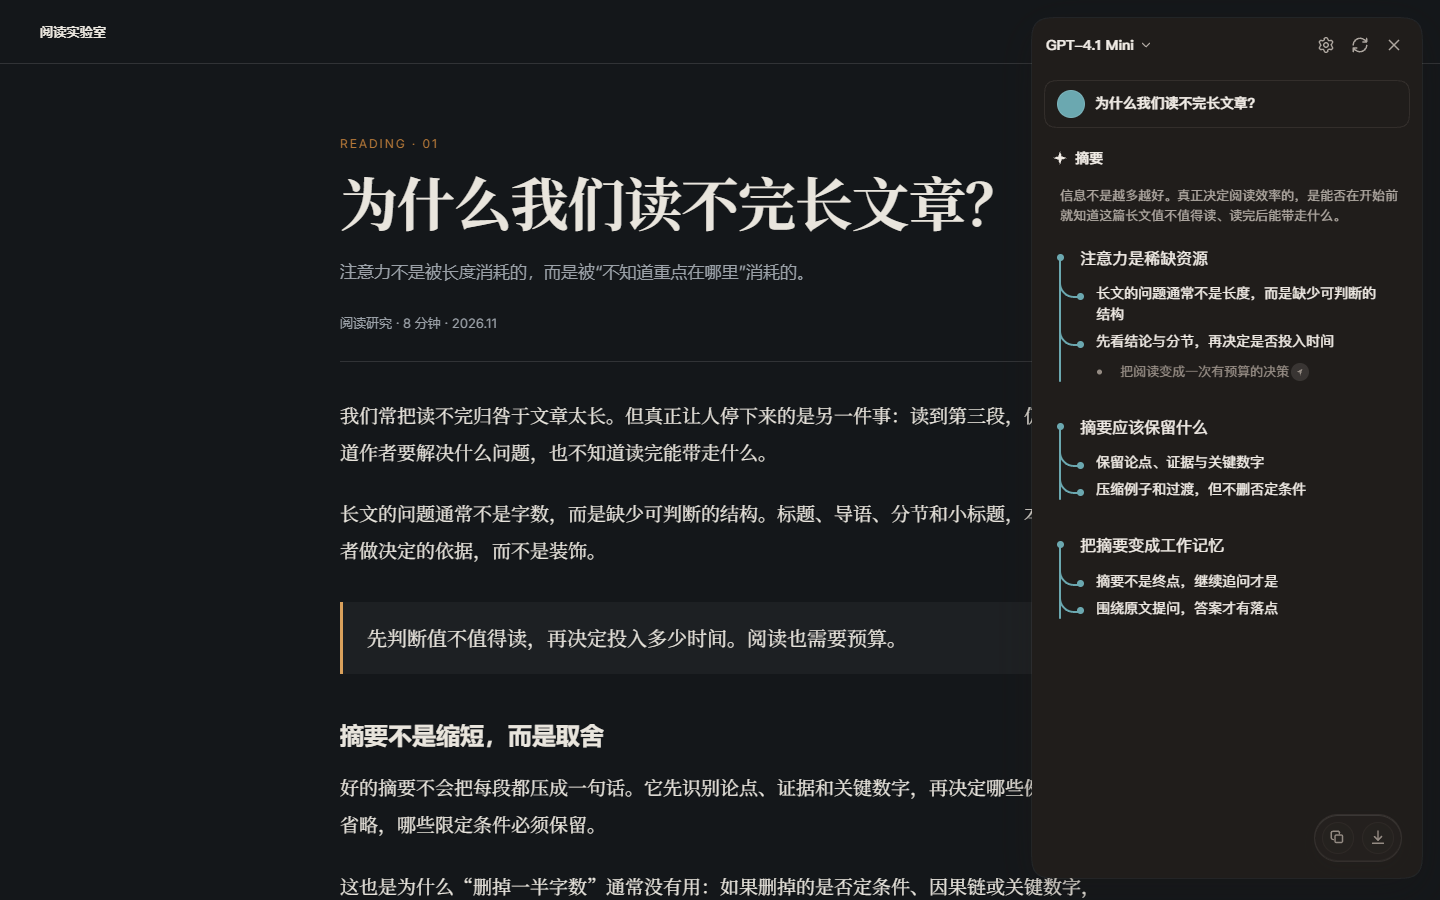 阅读实验室
READING · 01
为什么我们读不完长文章？
注意力不是被长度消耗的，而是被“不知道重点在哪里”消耗的。
阅读研究 · 8 分钟 · 2026.11
我们常把读不完归咎于文章太长。但真正让人停下来的是另一件事：读到第三段，
道作者要解决什么问题，也不知道读完能带走什么。
长文的问题通常不是字数，而是缺少可判断的结构。标题、导语、分节和小标题，
者做决定的依据，而不是装饰。
先判断值不值得读，再决定投入多少时间。阅读也需要预算。
摘要不是缩短，而是取舍
好的摘要不会把每段都压成一句话。它先识别论点、证据和关键数字，再决定哪些
省略，哪些限定条件必须保留。
这也是为什么“删掉一半字数”通常没有用：如果删掉的是否定条件、因果链或关键数字，
GPT-4.1 Mini
为什么我们读不完长文章？
摘要
信息不是越多越好。真正决定阅读效率的，是能否在开始前
就知道这篇长文值不值得读、读完后能带走什么。
注意力是稀缺资源
长文的问题通常不是长度，而是缺少可判断的
结构
先看结论与分节，再决定是否投入时间
把阅读变成一次有预算的决策
摘要应该保留什么
保留论点、证据与关键数字
压缩例子和过渡，但不删否定条件
把摘要变成工作记忆
摘要不是终点，继续追问才是
围绕原文提问，答案才有落点